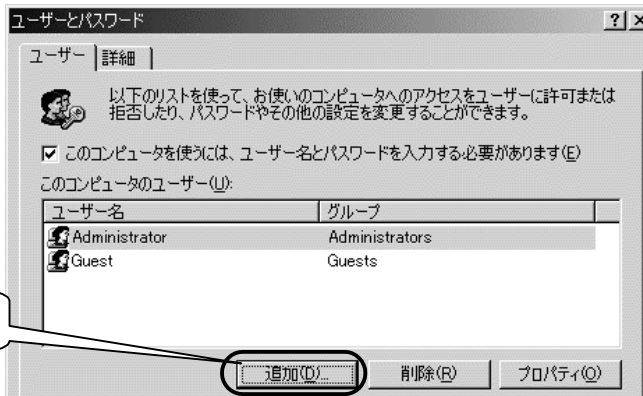 ユーザーとパスワード
ユーザー 詳細
以下のリストを使って、お使いのコンピュータへのアクセスをユーザーに許可または
拒否したり、パスワードやその他の設定を変更することができます。
このコンピュータを使うには、ユーザー名とパスワードを入力する必要があります(E)
このコンピュータのユーザー(U):
ユーザー名 グループ
Administrator Administrators
Guest Guests
追加(D)... 削除(R) プロパティ(O)